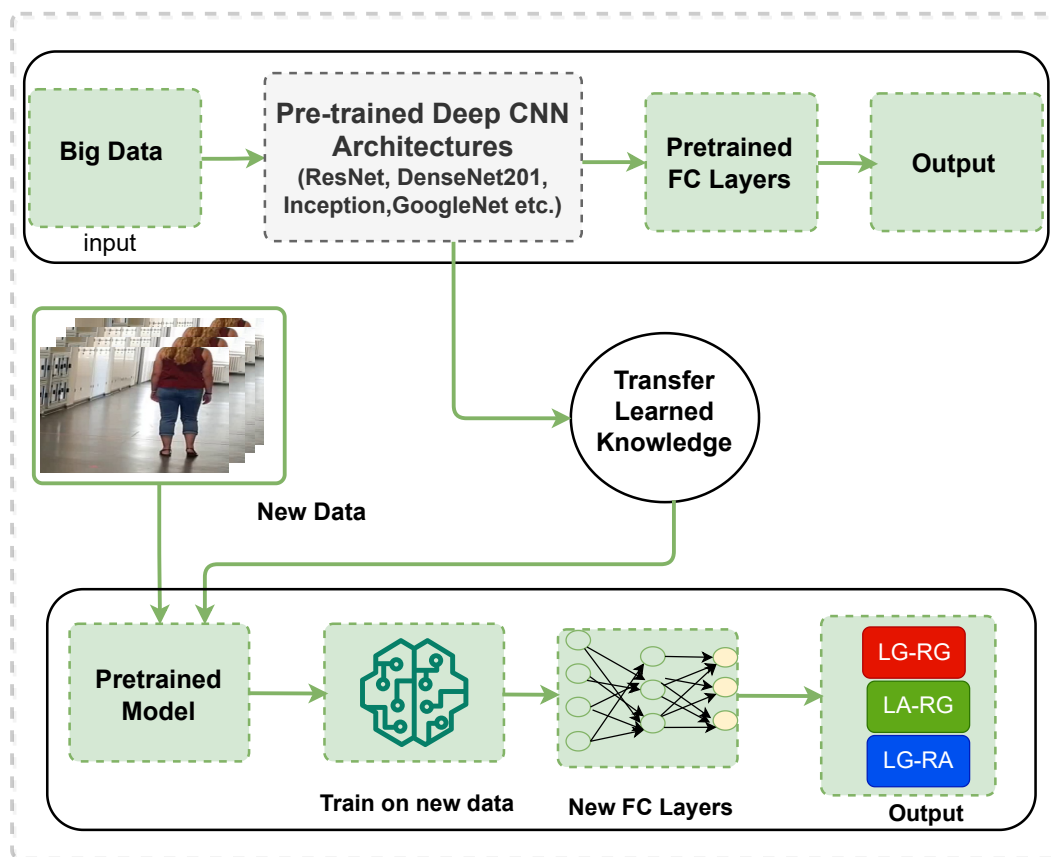 Big Data
input
Pre-trained Deep CNN
Architectures
(ResNet, DenseNet201,
Inception,GoogleNet etc.)
Pretrained
FC Layers
Output
Transfer
Learned
Knowledge
New Data
Pretrained
Model
Train on new data
New FC Layers
LG-RG
LA-RG
LG-RA
Output